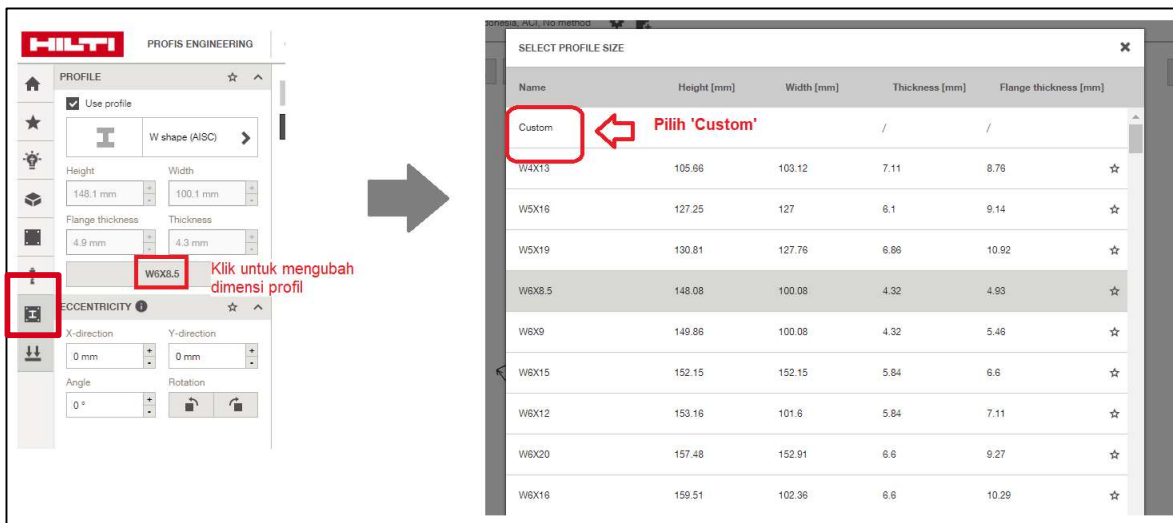 HILTI PROFIS ENGINEERING
PROFILE
Use profile
W shape (AISC)
Height Width
148.1 mm 100.1 mm
Flange thickness Thickness
4.9 mm 4.3 mm
W6X8.5
Klik untuk mengubah
dimensi profil
ECCENTRICITY
X-direction Y-direction
0 mm 0 mm
Angle Rotation
0 °
ACI, No method
SELECT PROFILE SIZE
Name Height [mm] Width [mm] Thickness [mm] Flange thickness [mm]
Custom / /
Pilih 'Custom'
W4X13 105.66 103.12 7.11 8.76
W5X16 127.25 127 6.1 9.14
W5X19 130.81 127.76 6.86 10.92
W6X8.5 148.08 100.08 4.32 4.93
W6X9 149.86 100.08 4.32 5.46
W6X15 152.15 152.15 5.84 6.6
W6X12 153.16 101.6 5.84 7.11
W6X20 157.48 152.91 6.6 9.27
W6X16 159.51 102.36 6.6 10.29